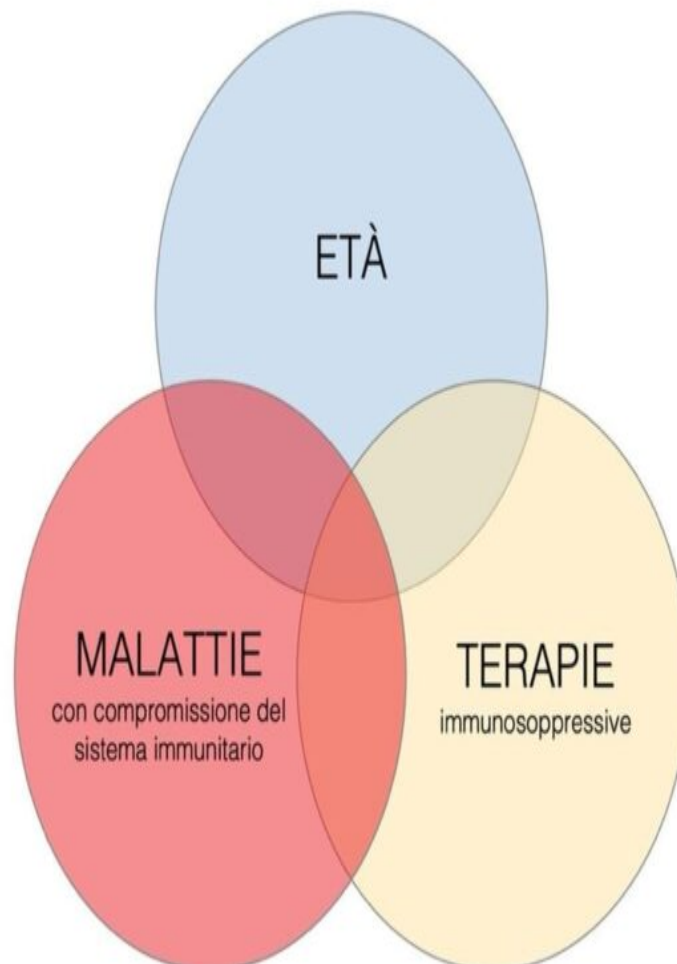 ETÀ
MALATTIE
con compromissione del
sistema immunitario
TERAPIE
immunosoppressive